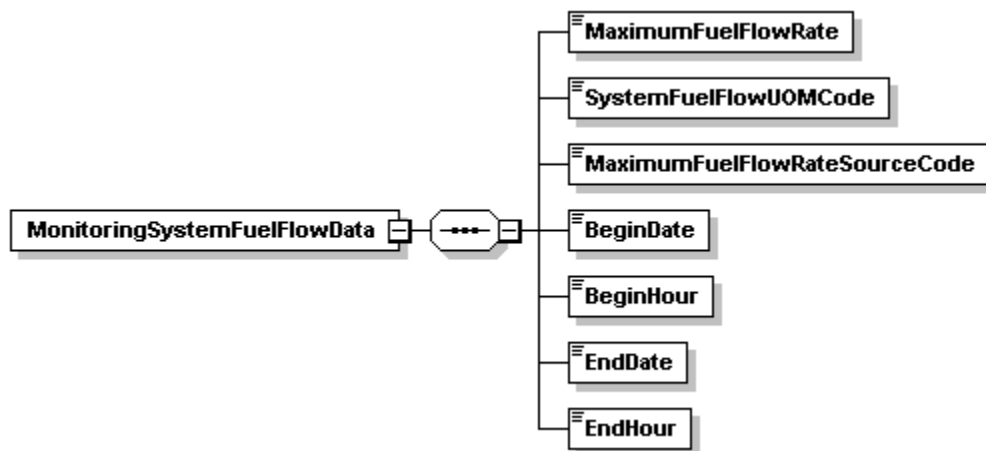 MaximumFuelFlowRate
SystemFuelFlowUOMCode
MaximumFuelFlowRateSourceCode
MonitoringSystemFuelFlowData
BeginDate
BeginHour
EndDate
EndHour